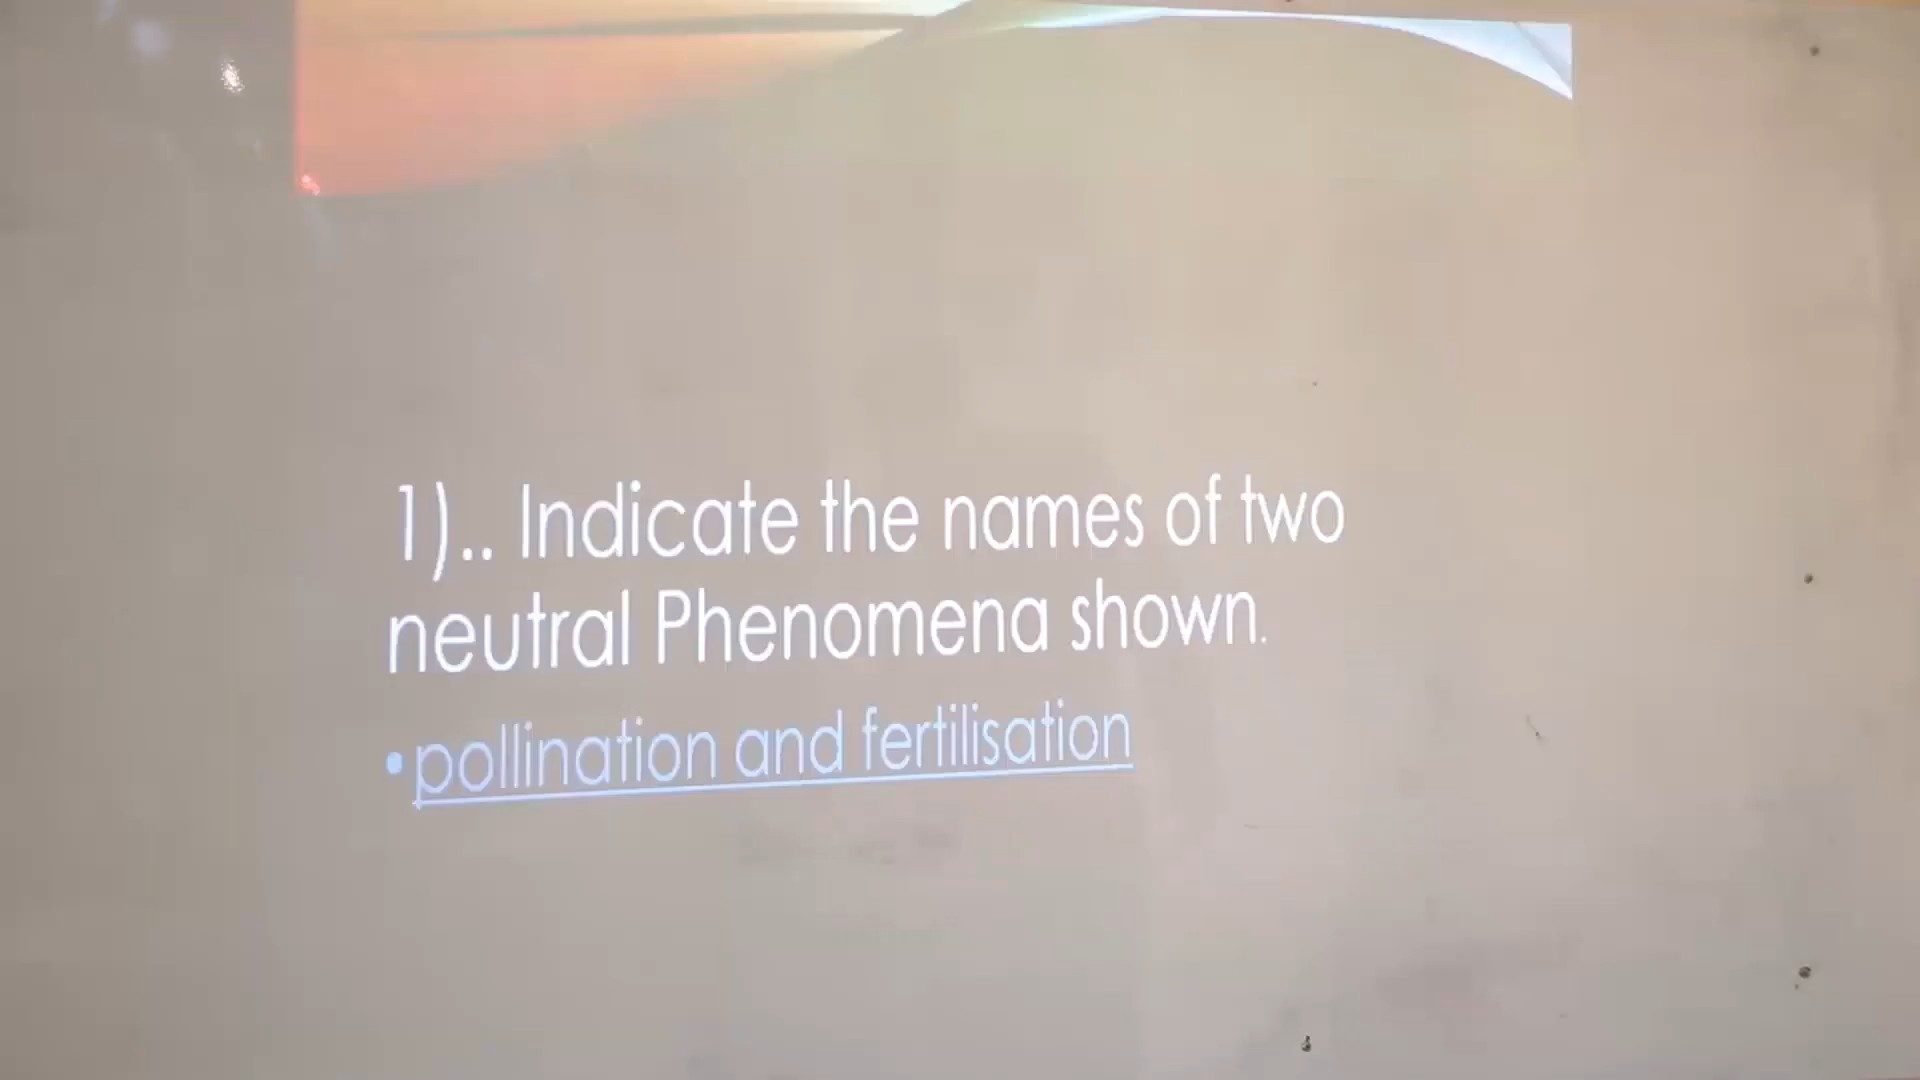 1).. Indicate the names of two
neutral Phenomena shown.
• pollination and fertilisation